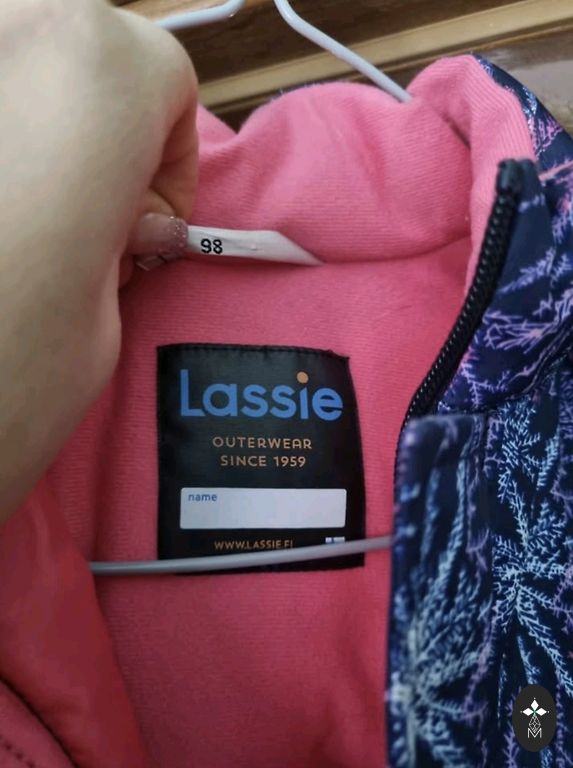 98
Lassie
OUTERWEAR
SINCE 1959
name
WWW.LASSIE.FI
M